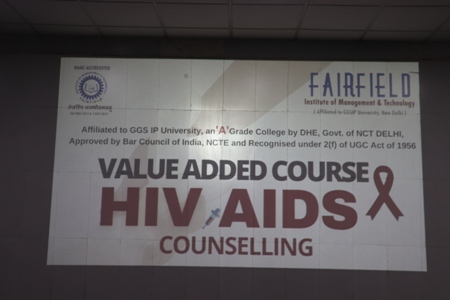 NAAC ACCREDITED
FAIRFIELD
Institute of Management & Technology
( Affiliated to GGSIP University, New Delhi )
Affiliated to GGS IP University, an 'A' Grade College by DHE, Govt. of NCT DELHI,
Approved by Bar Council of India, NCTE and Recognised under 2(f) of UGC Act of 1956
VALUE ADDED COURSE
HIV AIDS
COUNSELLING